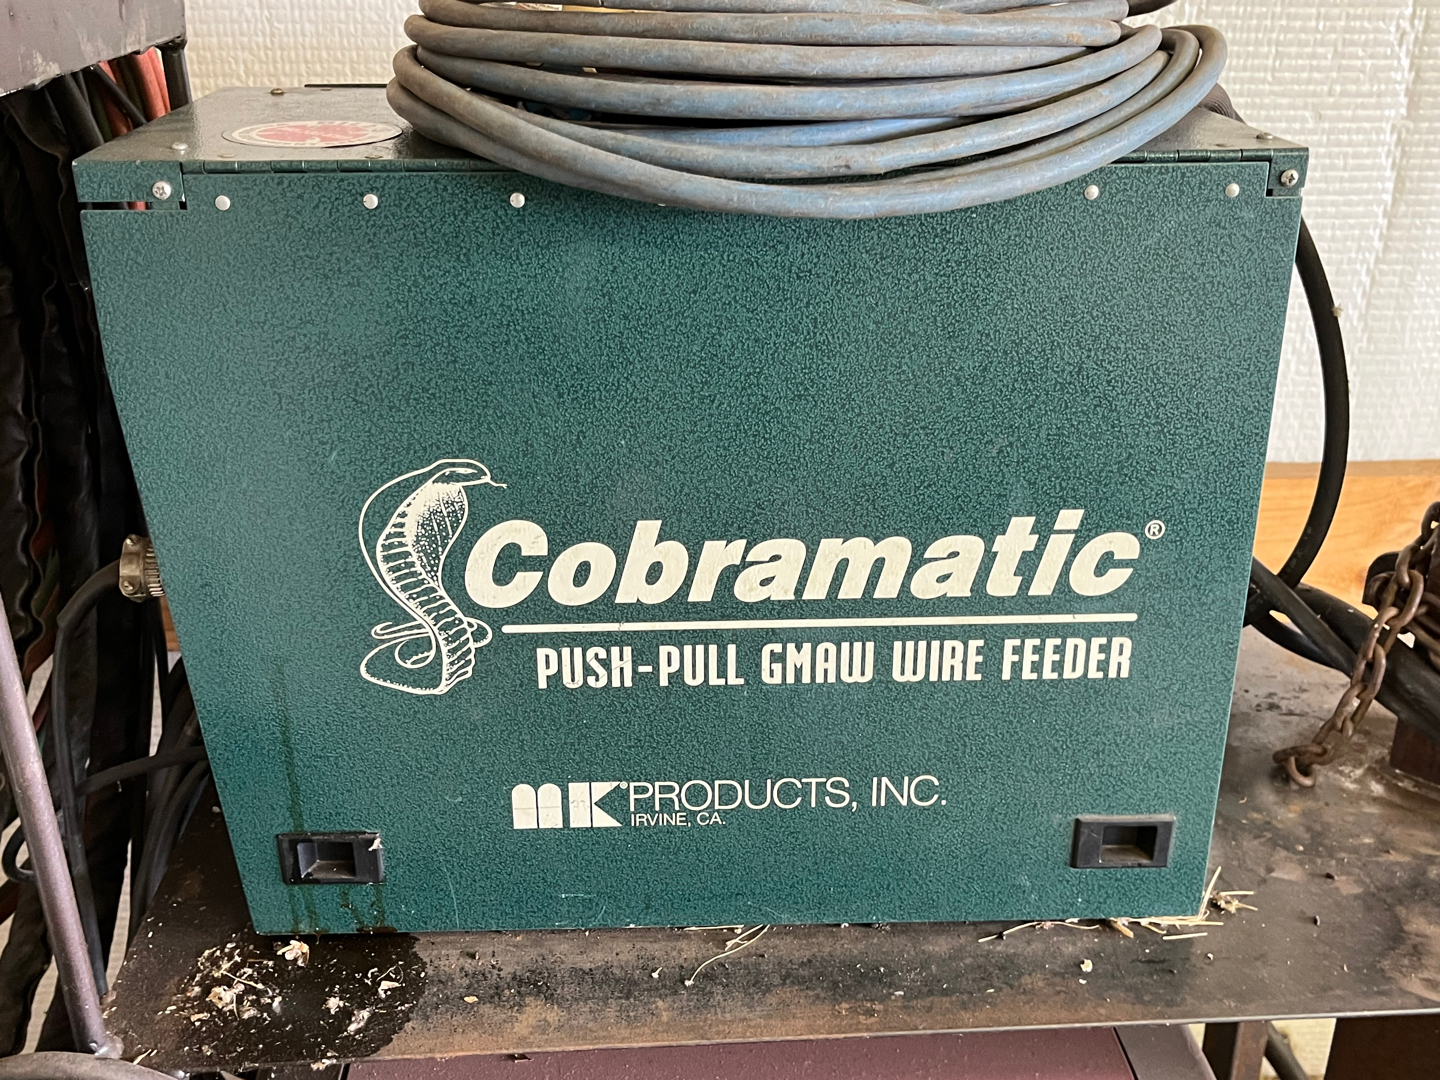 Cobramatic®
PUSH-PULL GMAW WIRE FEEDER
MK® PRODUCTS, INC.
IRVINE, CA.